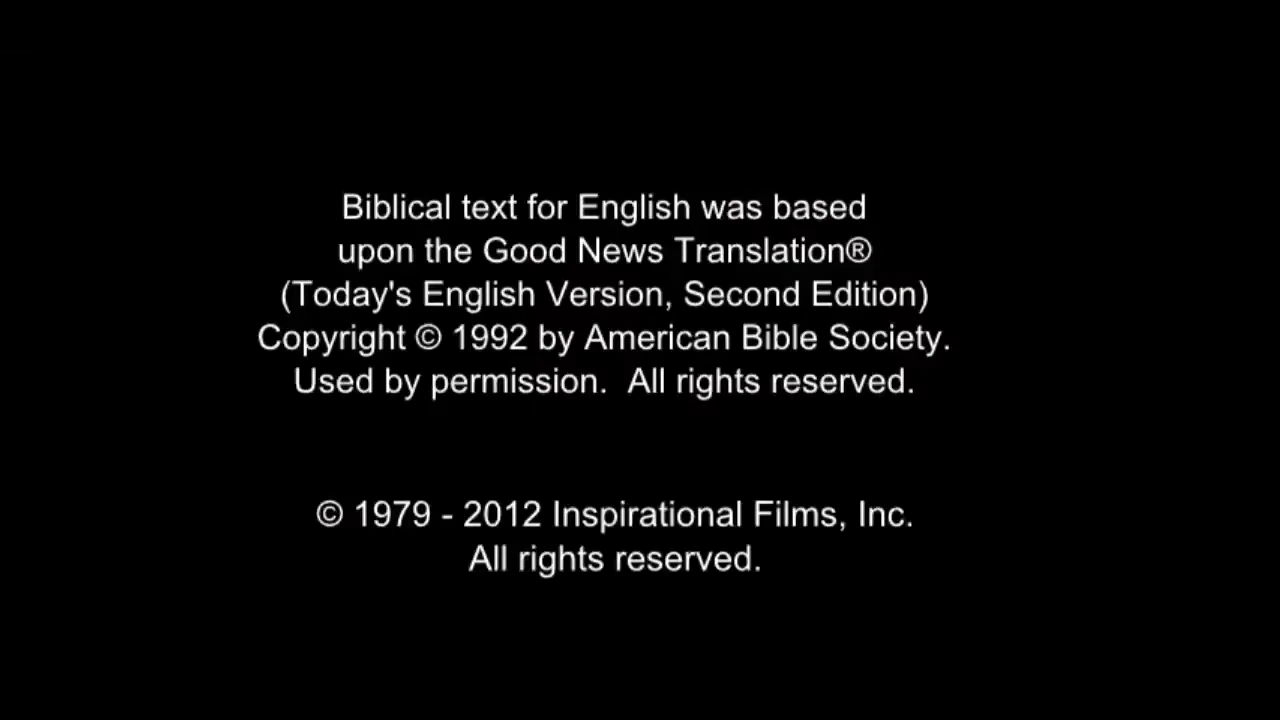 Biblical text for English was based
upon the Good News Translation®
(Today's English Version, Second Edition)
Copyright © 1992 by American Bible Society.
Used by permission.  All rights reserved.
© 1979 - 2012 Inspirational Films, Inc.
All rights reserved.